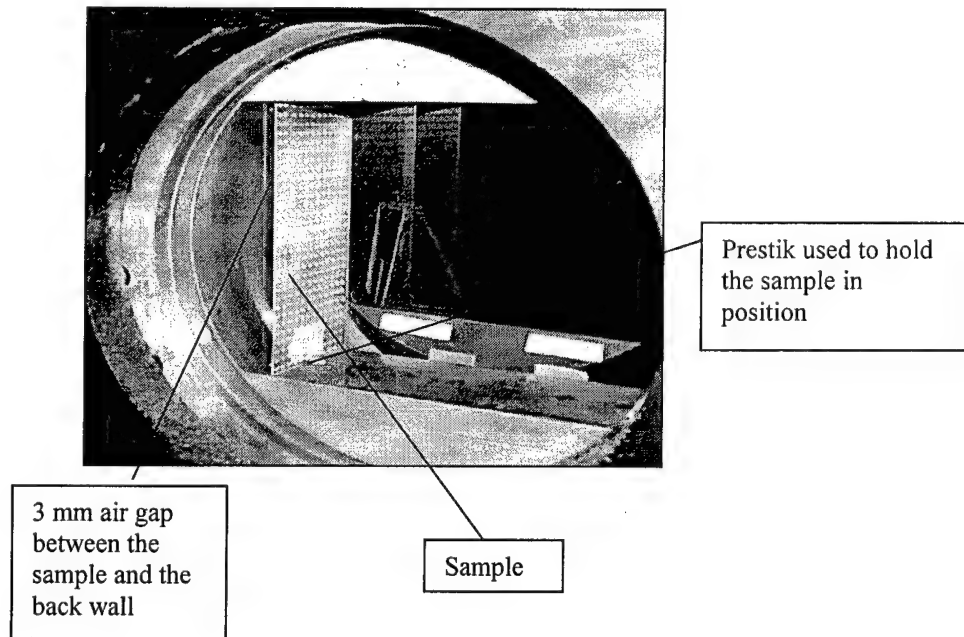 Prestik used to hold
the sample in
position
3 mm air gap
between the
sample and the
back wall
Sample